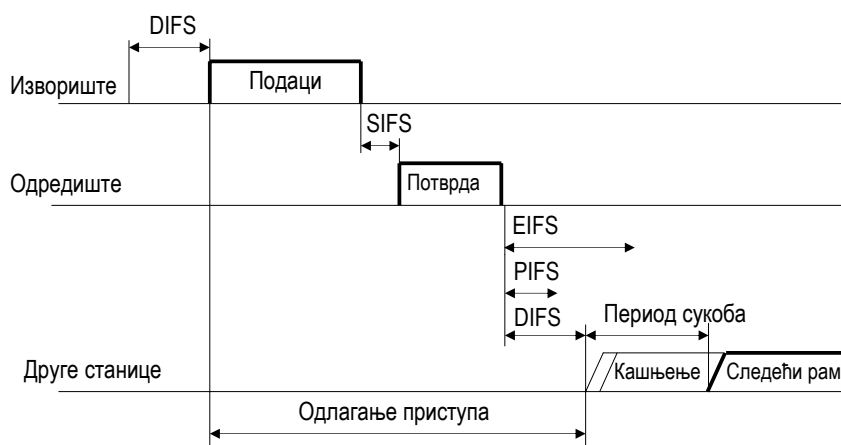 DIFS
Извориште
Подаци
SIFS
Одредиште
Потврда
EIFS
PIFS
DIFS
Период сукоба
Друге станице
Кашњење
Следећи рам
Одлагање приступа